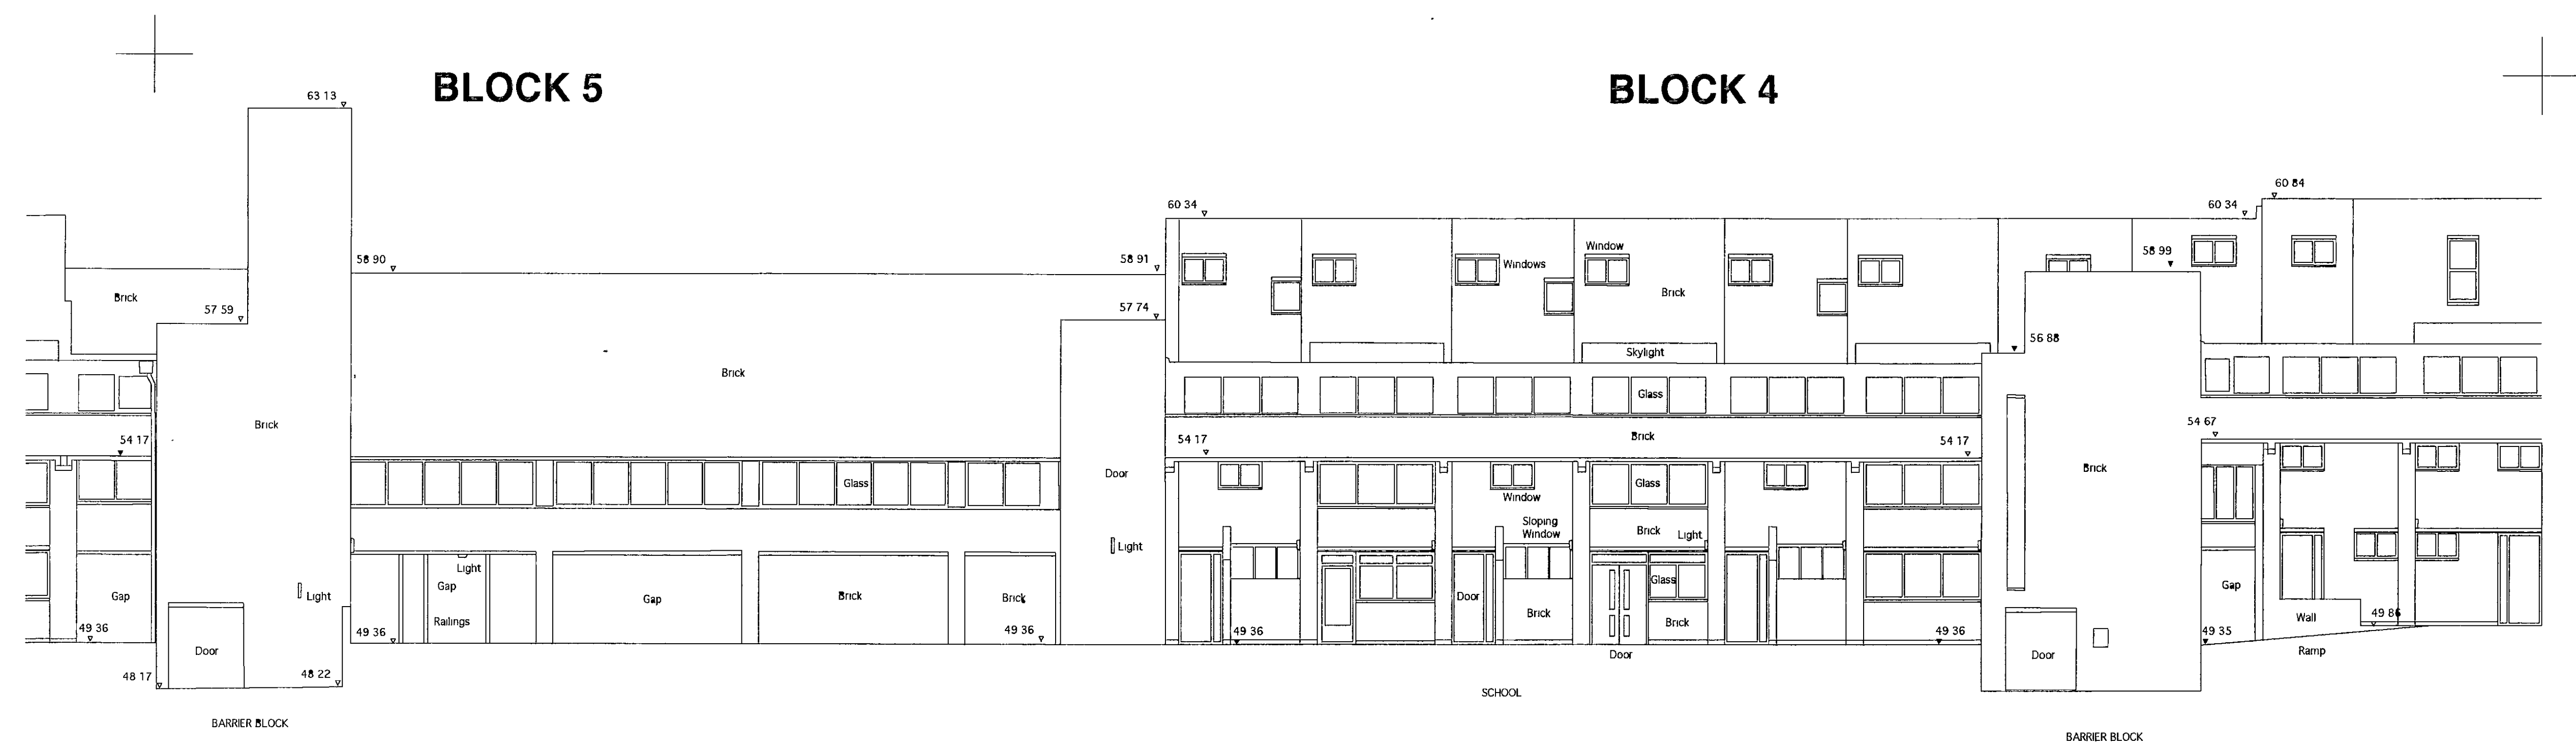 BLOCK 5
BLOCK 4
63 13
60 84
60 34
60 34
Window
58 90
58 91
Windows
58 99
Brick
Brick
57 59
57 74
56 88
Skylight
Brick
Glass
Brick
54 17
54 17
Brick
54 17
54 67
Door
Brick
Glass
Window
Glass
Sloping
Window
Brick
Light
Light
Light
Gap
Glass
Gap
Light
Gap
Brick
Brick
Door
Brick
Railings
Brick
Wall
49 86
49 36
49 36
49 36
49 36
49 36
49 35
Door
Door
Door
Ramp
48 17
48 22
SCHOOL
BARRIER BLOCK
BARRIER BLOCK